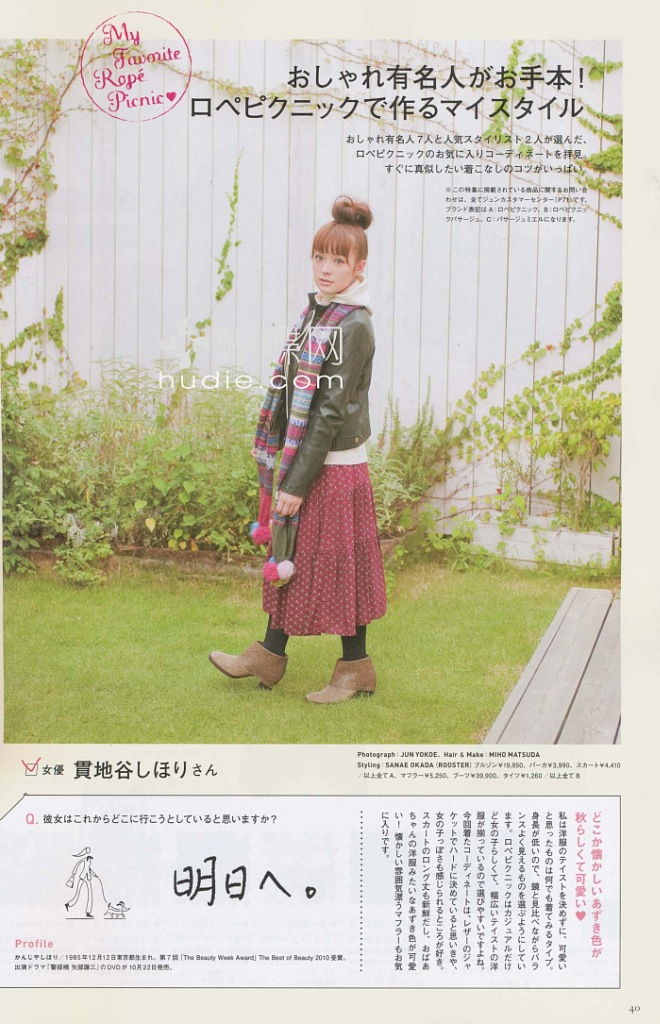 My
Favorite
Ropé
Picnic♥
おしゃれ有名人がお手本!
ロペピクニックで作るマイスタイル
おしゃれ有名人7人と人気スタイリスト2人が選んだ、
ロペピクニックのお気に入りコーディネートを拝見。
すぐに真似したい着こなしのコツがいっぱい。
※この特集に掲載されている商品に関するお問い合
わせは、全てジュンカスタマーセンター(P71)です。
ブランド表記は A:ロペピクニック、B:ロペピクニッ
クパサージュ、C:パサージュミエルになります。
影网
hudie.com
Photograph:JUN YOKOE、Hair & Make:MIHO MATSUDA
Styling:SANAE OKADA (ROOSTER) ブルゾン¥19,950、パーカ¥3,990、スカート¥4,410
/以上全てA、マフラー¥5,250、ブーツ¥39,900、タイツ¥1,260/以上全てB
女優 貫地谷しほりさん
Q. 彼女はこれからどこに行こうとしていると思いますか?
明日へ。
Profile
かんじやしほり/1985年12月12日東京都生まれ。第7回「The Beauty Week Award」The Best of Beauty 2010受賞。
出演ドラマ『警部補 矢部謙三』のDVDが10月22日発売。
どこか懐かしいあずき色が
秋らしくて可愛い♥
私は洋服のテイストを決めずに、可愛い
と思ったものは何でも着てみるタイプ。
身長が低いので、鏡と見比べながらバラ
ンスよく見えるものを選ぶようにしてい
ます。ロペピクニックはカジュアルだけ
ど女の子らしくて、幅広いテイストの洋
服が揃っているので選びやすいですよね。
今回着たコーディネートは、レザーのジャ
ケットでハードに決めていると思いきや、
女の子っぽさも感じられるところが好き。
スカートのロング丈も新鮮だし、おばあ
ちゃんの洋服みたいなあずき色が可愛
い! 懐かしい雰囲気漂うマフラーもお気
に入りです。
40